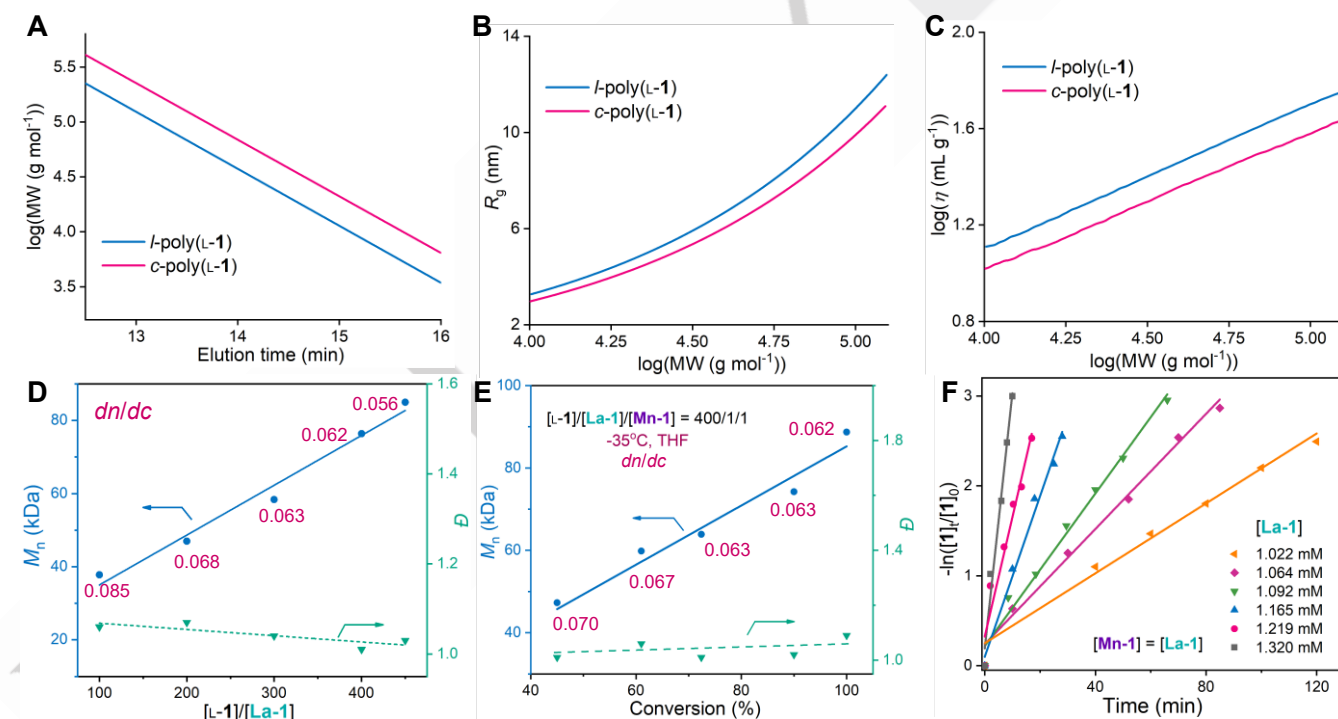 A
log(MW (g mol⁻¹))
5.5
5.0
4.5
4.0
3.5
l-poly(L-1)
c-poly(L-1)
13 14 15 16
Elution time (min)
B
Rg (nm)
14
10
6
2
l-poly(L-1)
c-poly(L-1)
4.00 4.25 4.50 4.75 5.00
log(MW (g mol⁻¹))
C
log(η (mL g⁻¹))
2.0
1.6
1.2
0.8
l-poly(L-1)
c-poly(L-1)
4.00 4.25 4.50 4.75 5.00
log(MW (g mol⁻¹))
D
Mn (kDa)
80
60
40
20
dn/dc
0.056
0.062
0.063
0.068
0.085
1.6
1.4
1.2
1.0
Đ
100 200 300 400
[L-1]/[La-1]
E
Mn (kDa)
100
80
60
40
[L-1]/[La-1]/[Mn-1] = 400/1/1
-35°C, THF
dn/dc
0.062
0.063
0.063
0.067
0.070
1.8
1.4
1.0
Đ
40 60 80 100
Conversion (%)
F
-ln([1]t/[1]0)
3
2
1
0
[La-1]
1.022 mM
1.064 mM
1.092 mM
1.165 mM
1.219 mM
1.320 mM
[Mn-1] = [La-1]
0 40 80 120
Time (min)